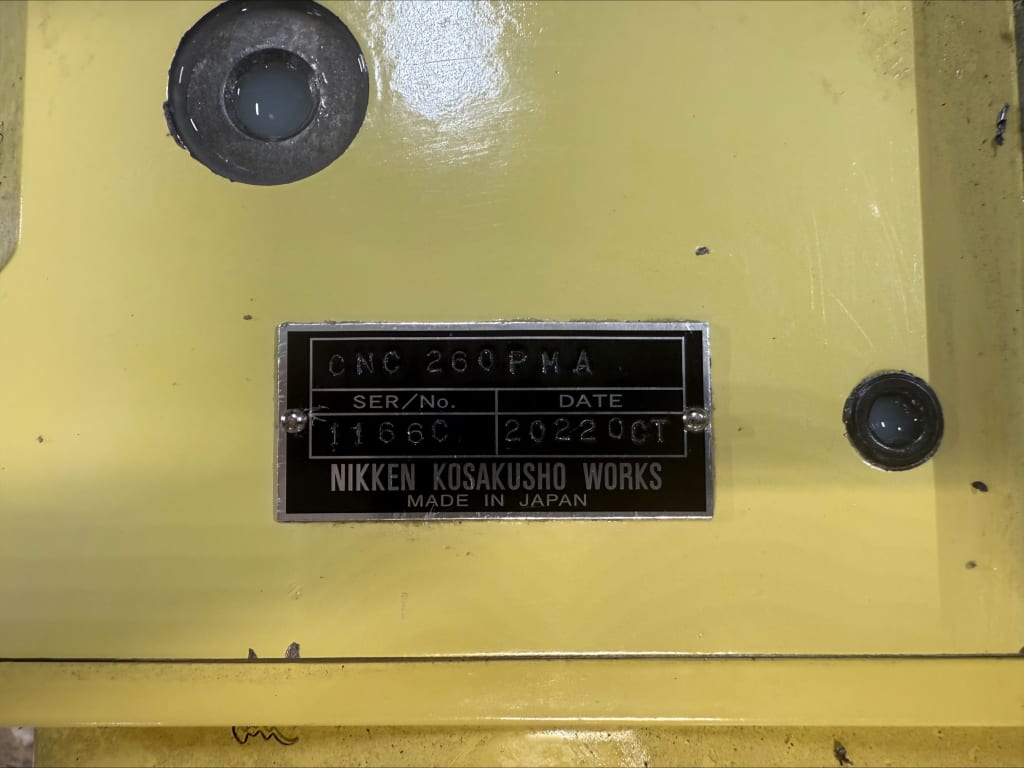 CNC 260PMA
SER/No. DATE
11660 2022OCT
NIKKEN KOSAKUSHO WORKS
MADE IN JAPAN